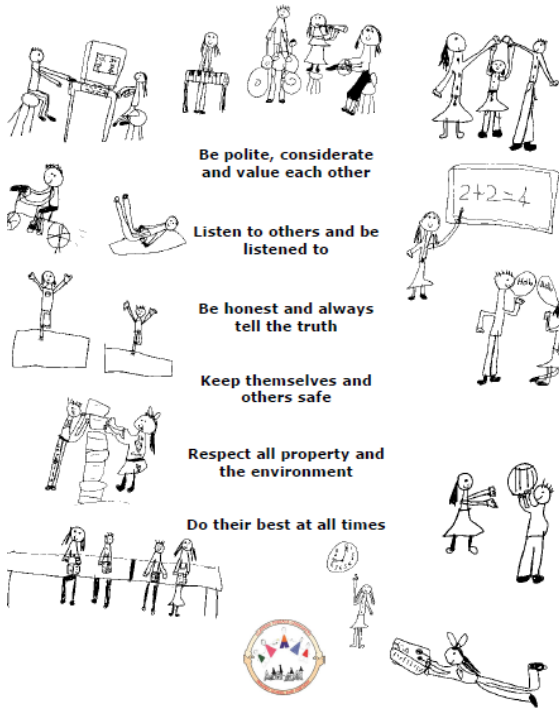 Be polite, considerate
and value each other
2+2=4
Listen to others and be
listened to
Be honest and always
tell the truth
Keep themselves and
others safe
Respect all property and
the environment
Do their best at all times